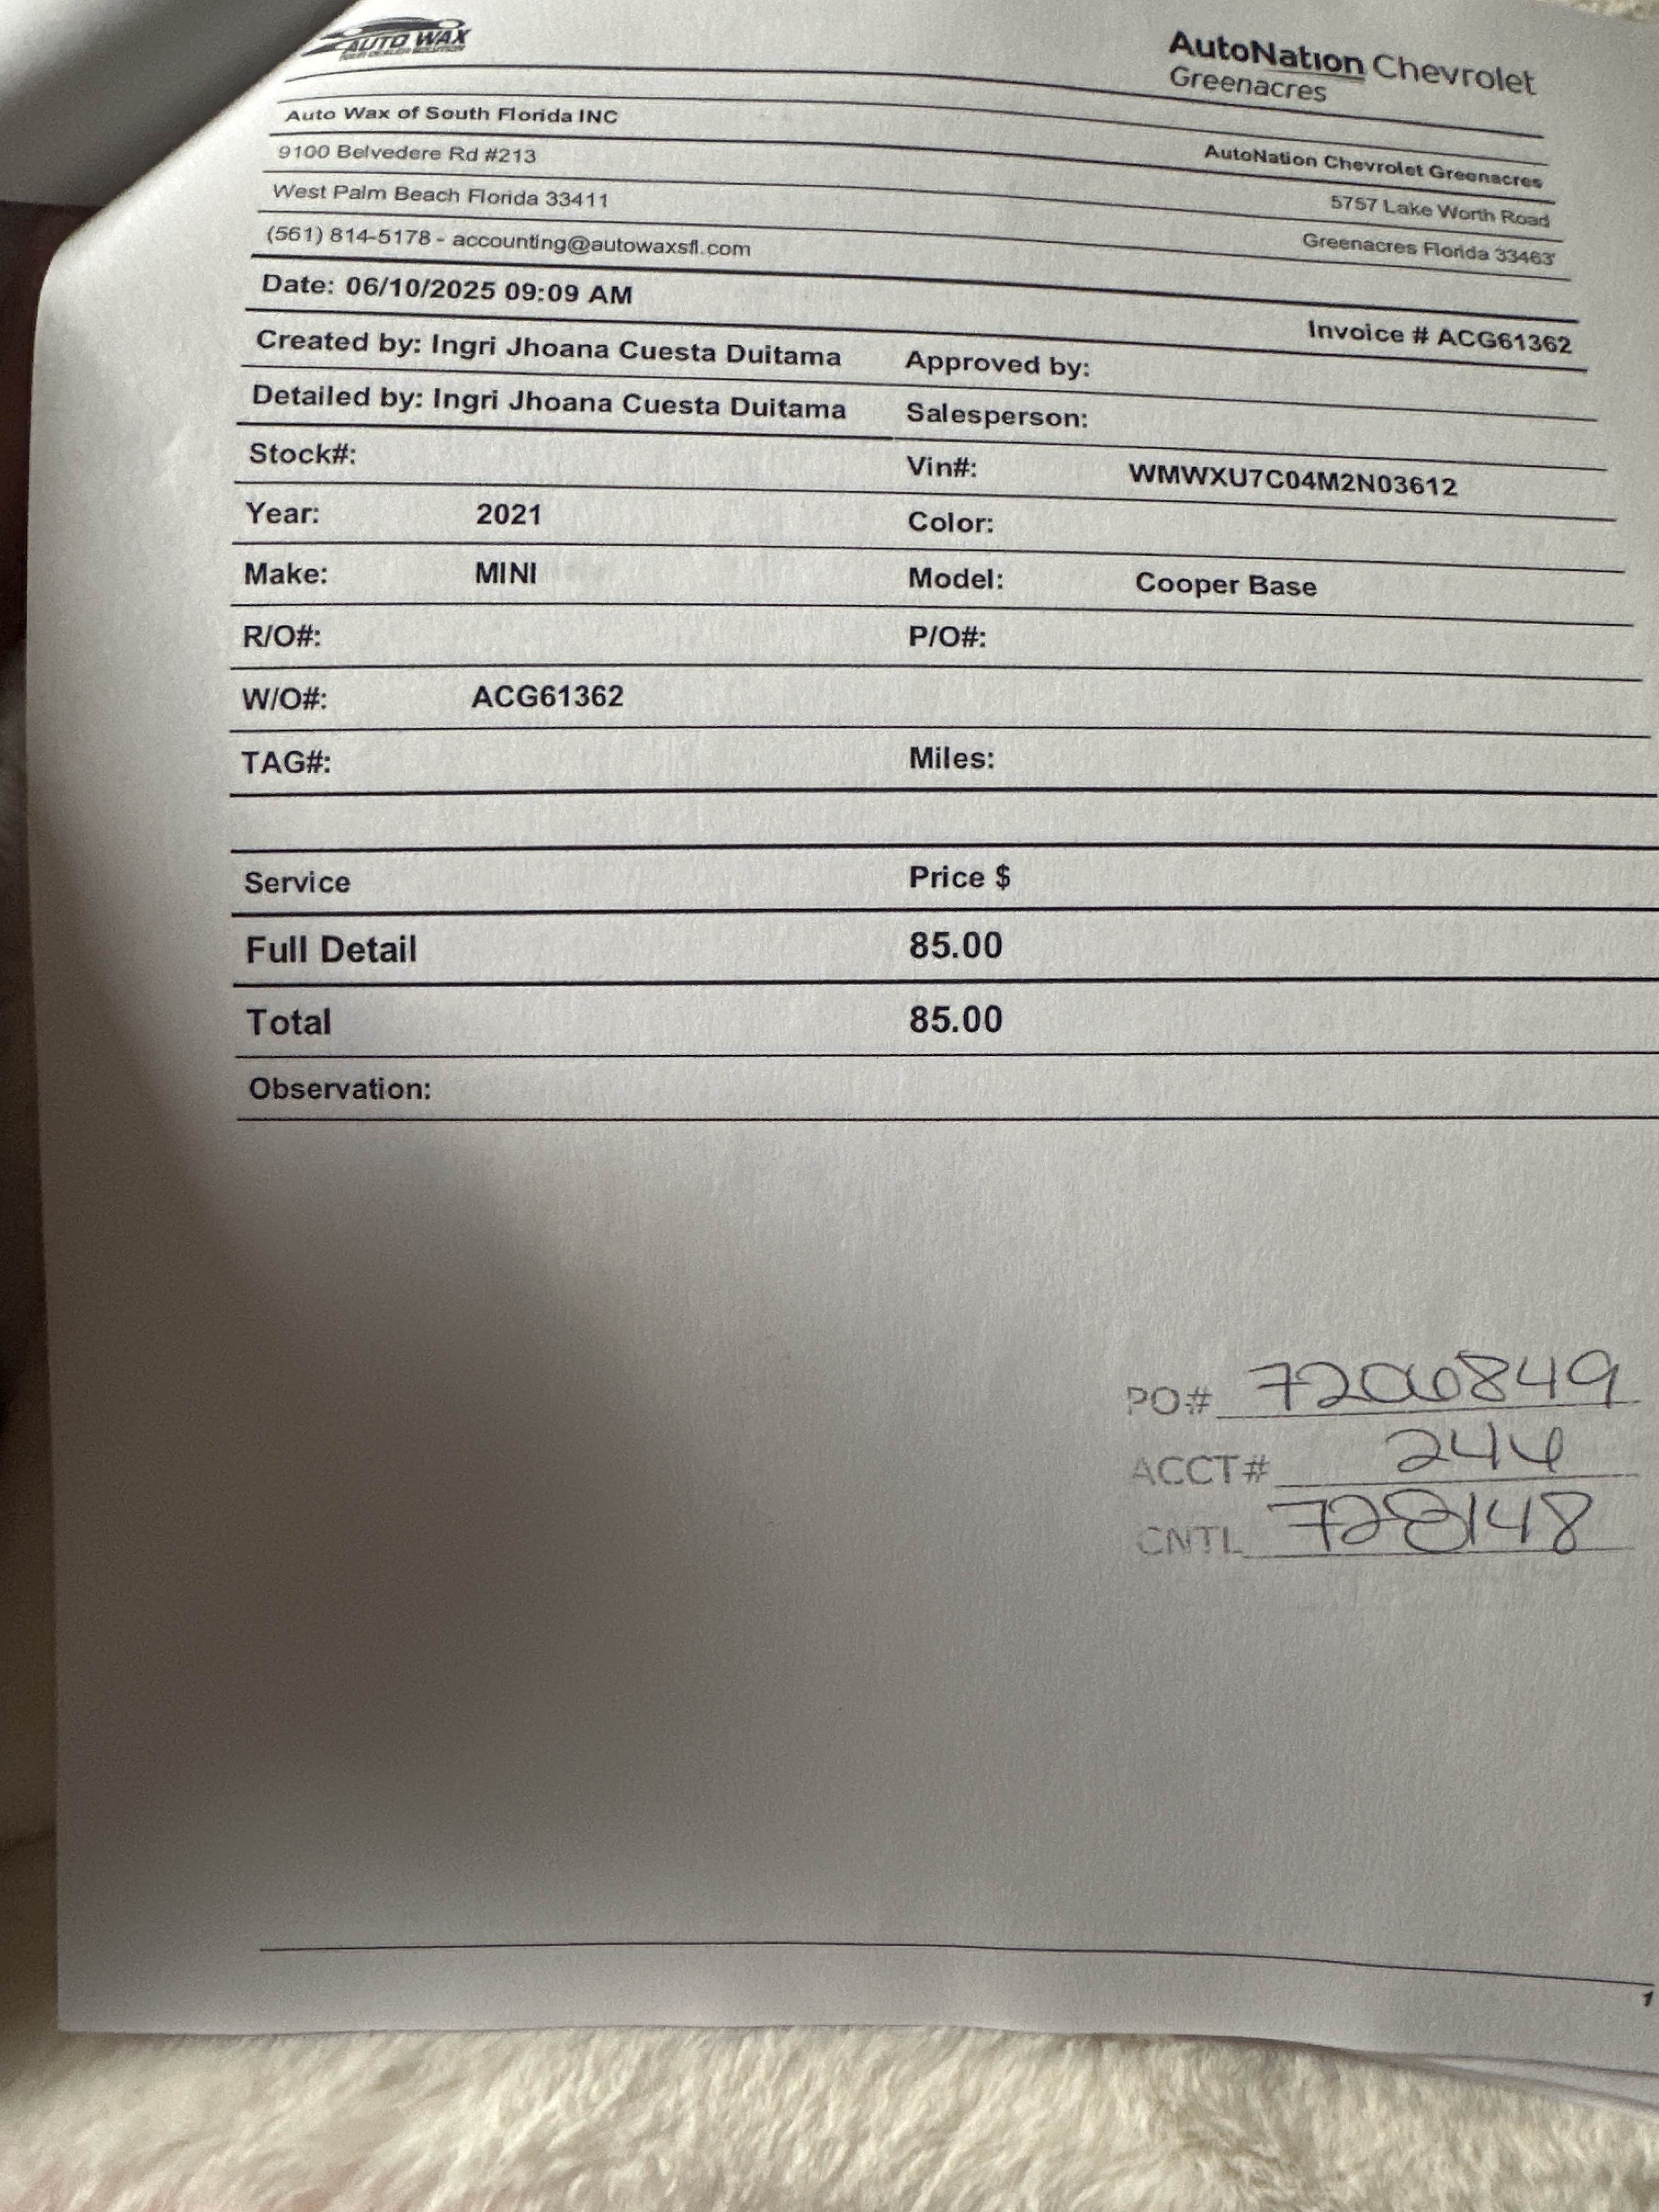 AUTO WAX
AutoNation Chevrolet
Greenacres
Auto Wax of South Florida INC
AutoNation Chevrolet Greenacres
9100 Belvedere Rd #213
5757 Lake Worth Road
West Palm Beach Florida 33411
Greenacres Florida 33463
(561) 814-5178 - accounting@autowaxsfl.com
Date: 06/10/2025 09:09 AM
Invoice # ACG61362
Created by: Ingri Jhoana Cuesta Duitama Approved by:
Detailed by: Ingri Jhoana Cuesta Duitama Salesperson:
Stock#: Vin#: WMWXU7C04M2N03612
Year: 2021 Color:
Make: MINI Model: Cooper Base
R/O#: P/O#:
W/O#: ACG61362
TAG#: Miles:
Service Price $
Full Detail 85.00
Total 85.00
Observation:
PO# 7206849
ACCT# 244
CNTL 728148
1